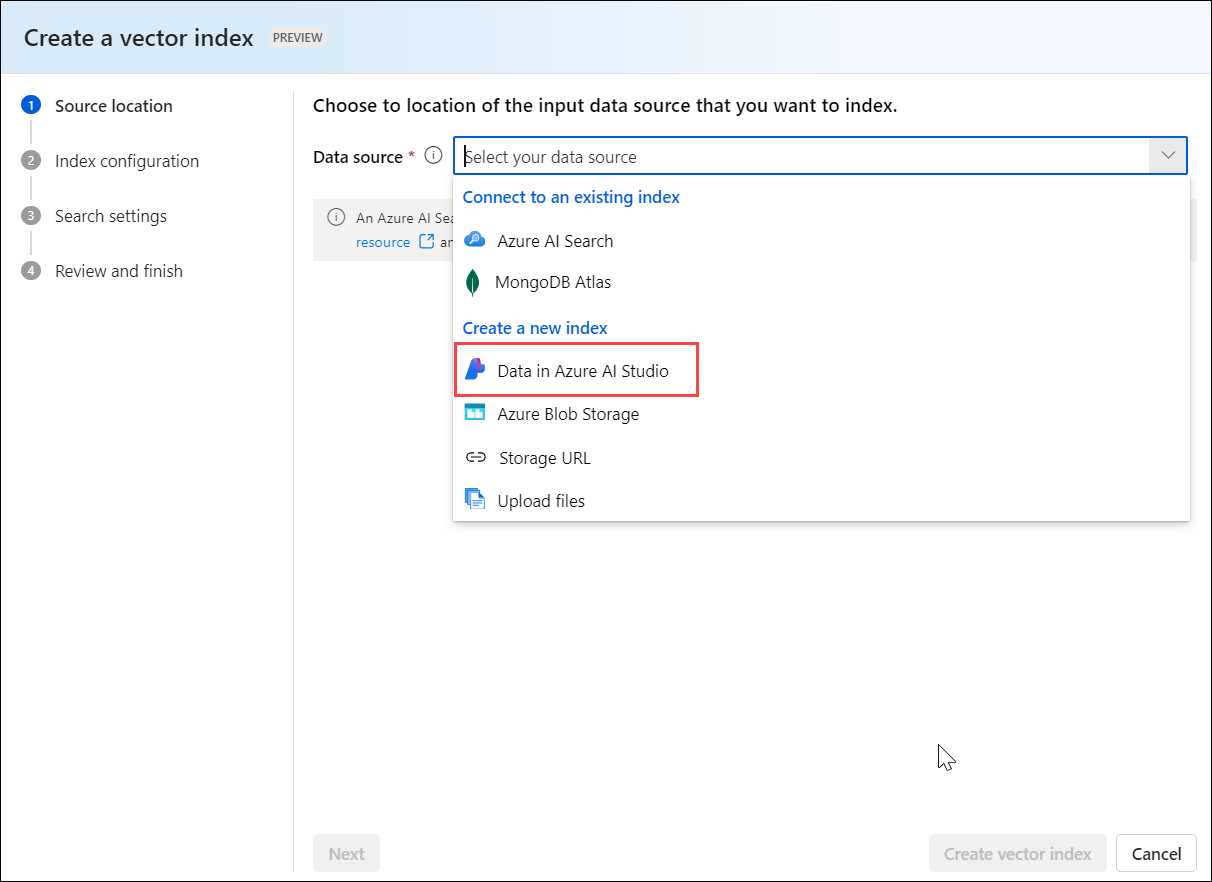 Create a vector index PREVIEW
1 Source location
2 Index configuration
3 Search settings
4 Review and finish
Choose to location of the input data source that you want to index.
Data source * Select your data source
An Azure AI Sea
resource an
Connect to an existing index
Azure AI Search
MongoDB Atlas
Create a new index
Data in Azure AI Studio
Azure Blob Storage
Storage URL
Upload files
Next
Create vector index
Cancel